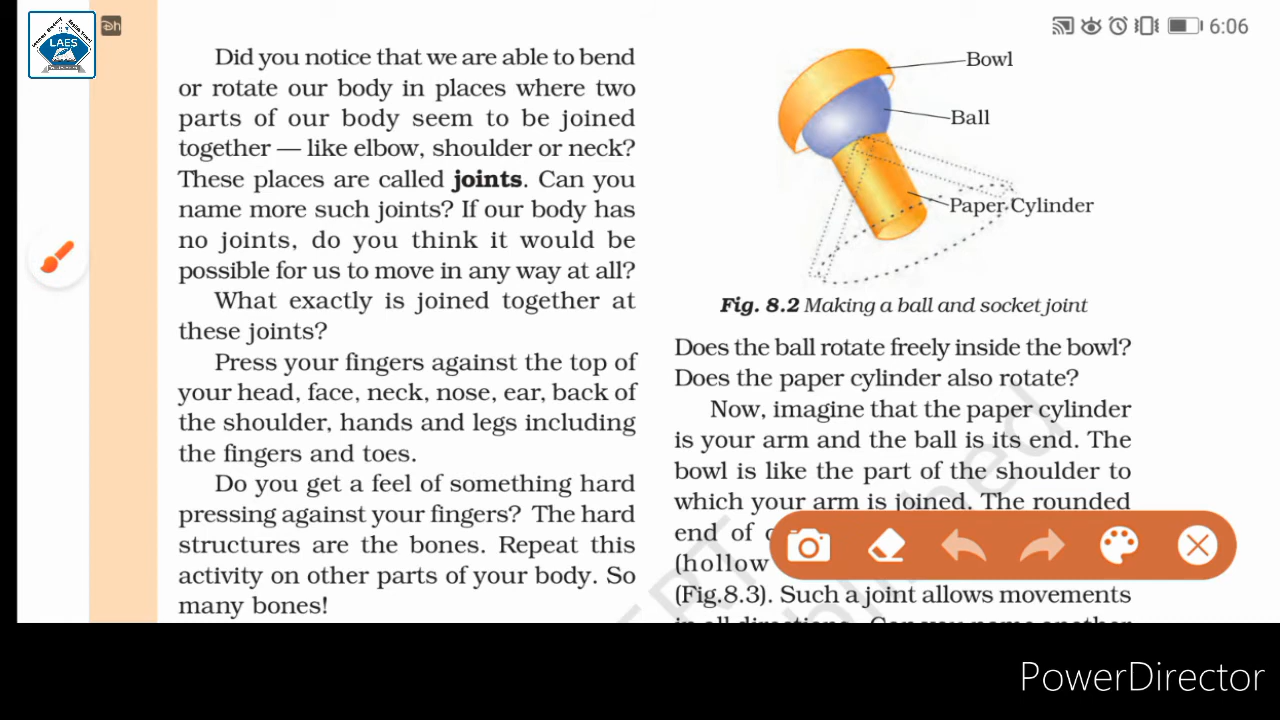 LAES
6:06
Did you notice that we are able to bend
or rotate our body in places where two
parts of our body seem to be joined
together — like elbow, shoulder or neck?
These places are called joints. Can you
name more such joints? If our body has
no joints, do you think it would be
possible for us to move in any way at all?
What exactly is joined together at
these joints?
Press your fingers against the top of
your head, face, neck, nose, ear, back of
the shoulder, hands and legs including
the fingers and toes.
Do you get a feel of something hard
pressing against your fingers? The hard
structures are the bones. Repeat this
activity on other parts of your body. So
many bones!
Bowl
Ball
Paper Cylinder
Fig. 8.2 Making a ball and socket joint
Does the ball rotate freely inside the bowl?
Does the paper cylinder also rotate?
Now, imagine that the paper cylinder
is your arm and the ball is its end. The
bowl is like the part of the shoulder to
which your arm is joined. The rounded
end of
(hollow
(Fig.8.3). Such a joint allows movements
PowerDirector